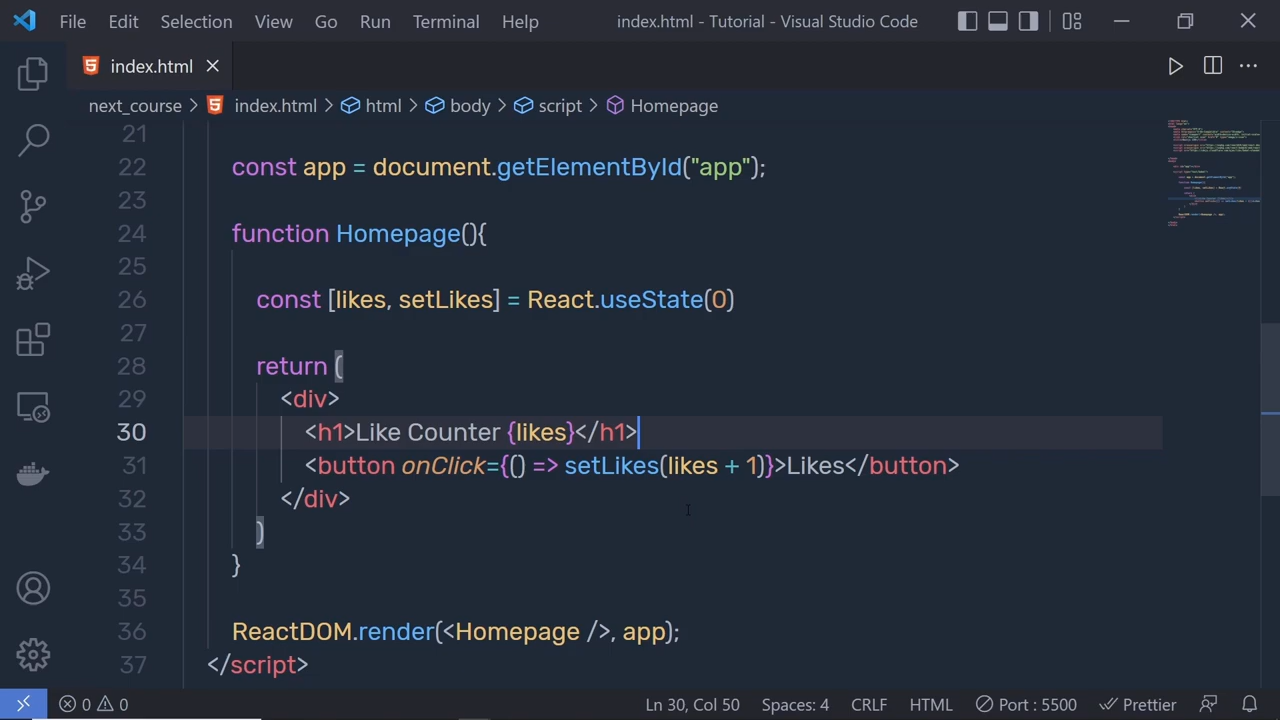 File Edit Selection View Go Run Terminal Help index.html - Tutorial - Visual Studio Code
index.html
next_course > index.html > html > body > script > Homepage
21
22 const app = document.getElementById("app");
23
24 function Homepage(){
25
26 const [likes, setLikes] = React.useState(0)
27
28 return (
29 <div>
30 <h1>Like Counter {likes}</h1>
31 <button onClick={() => setLikes(likes + 1)}>Likes</button>
32 </div>
33 )
34 }
35
36 ReactDOM.render(<Homepage />, app);
37 </script>
0 0 Ln 30, Col 50 Spaces: 4 CRLF HTML Port : 5500 Prettier